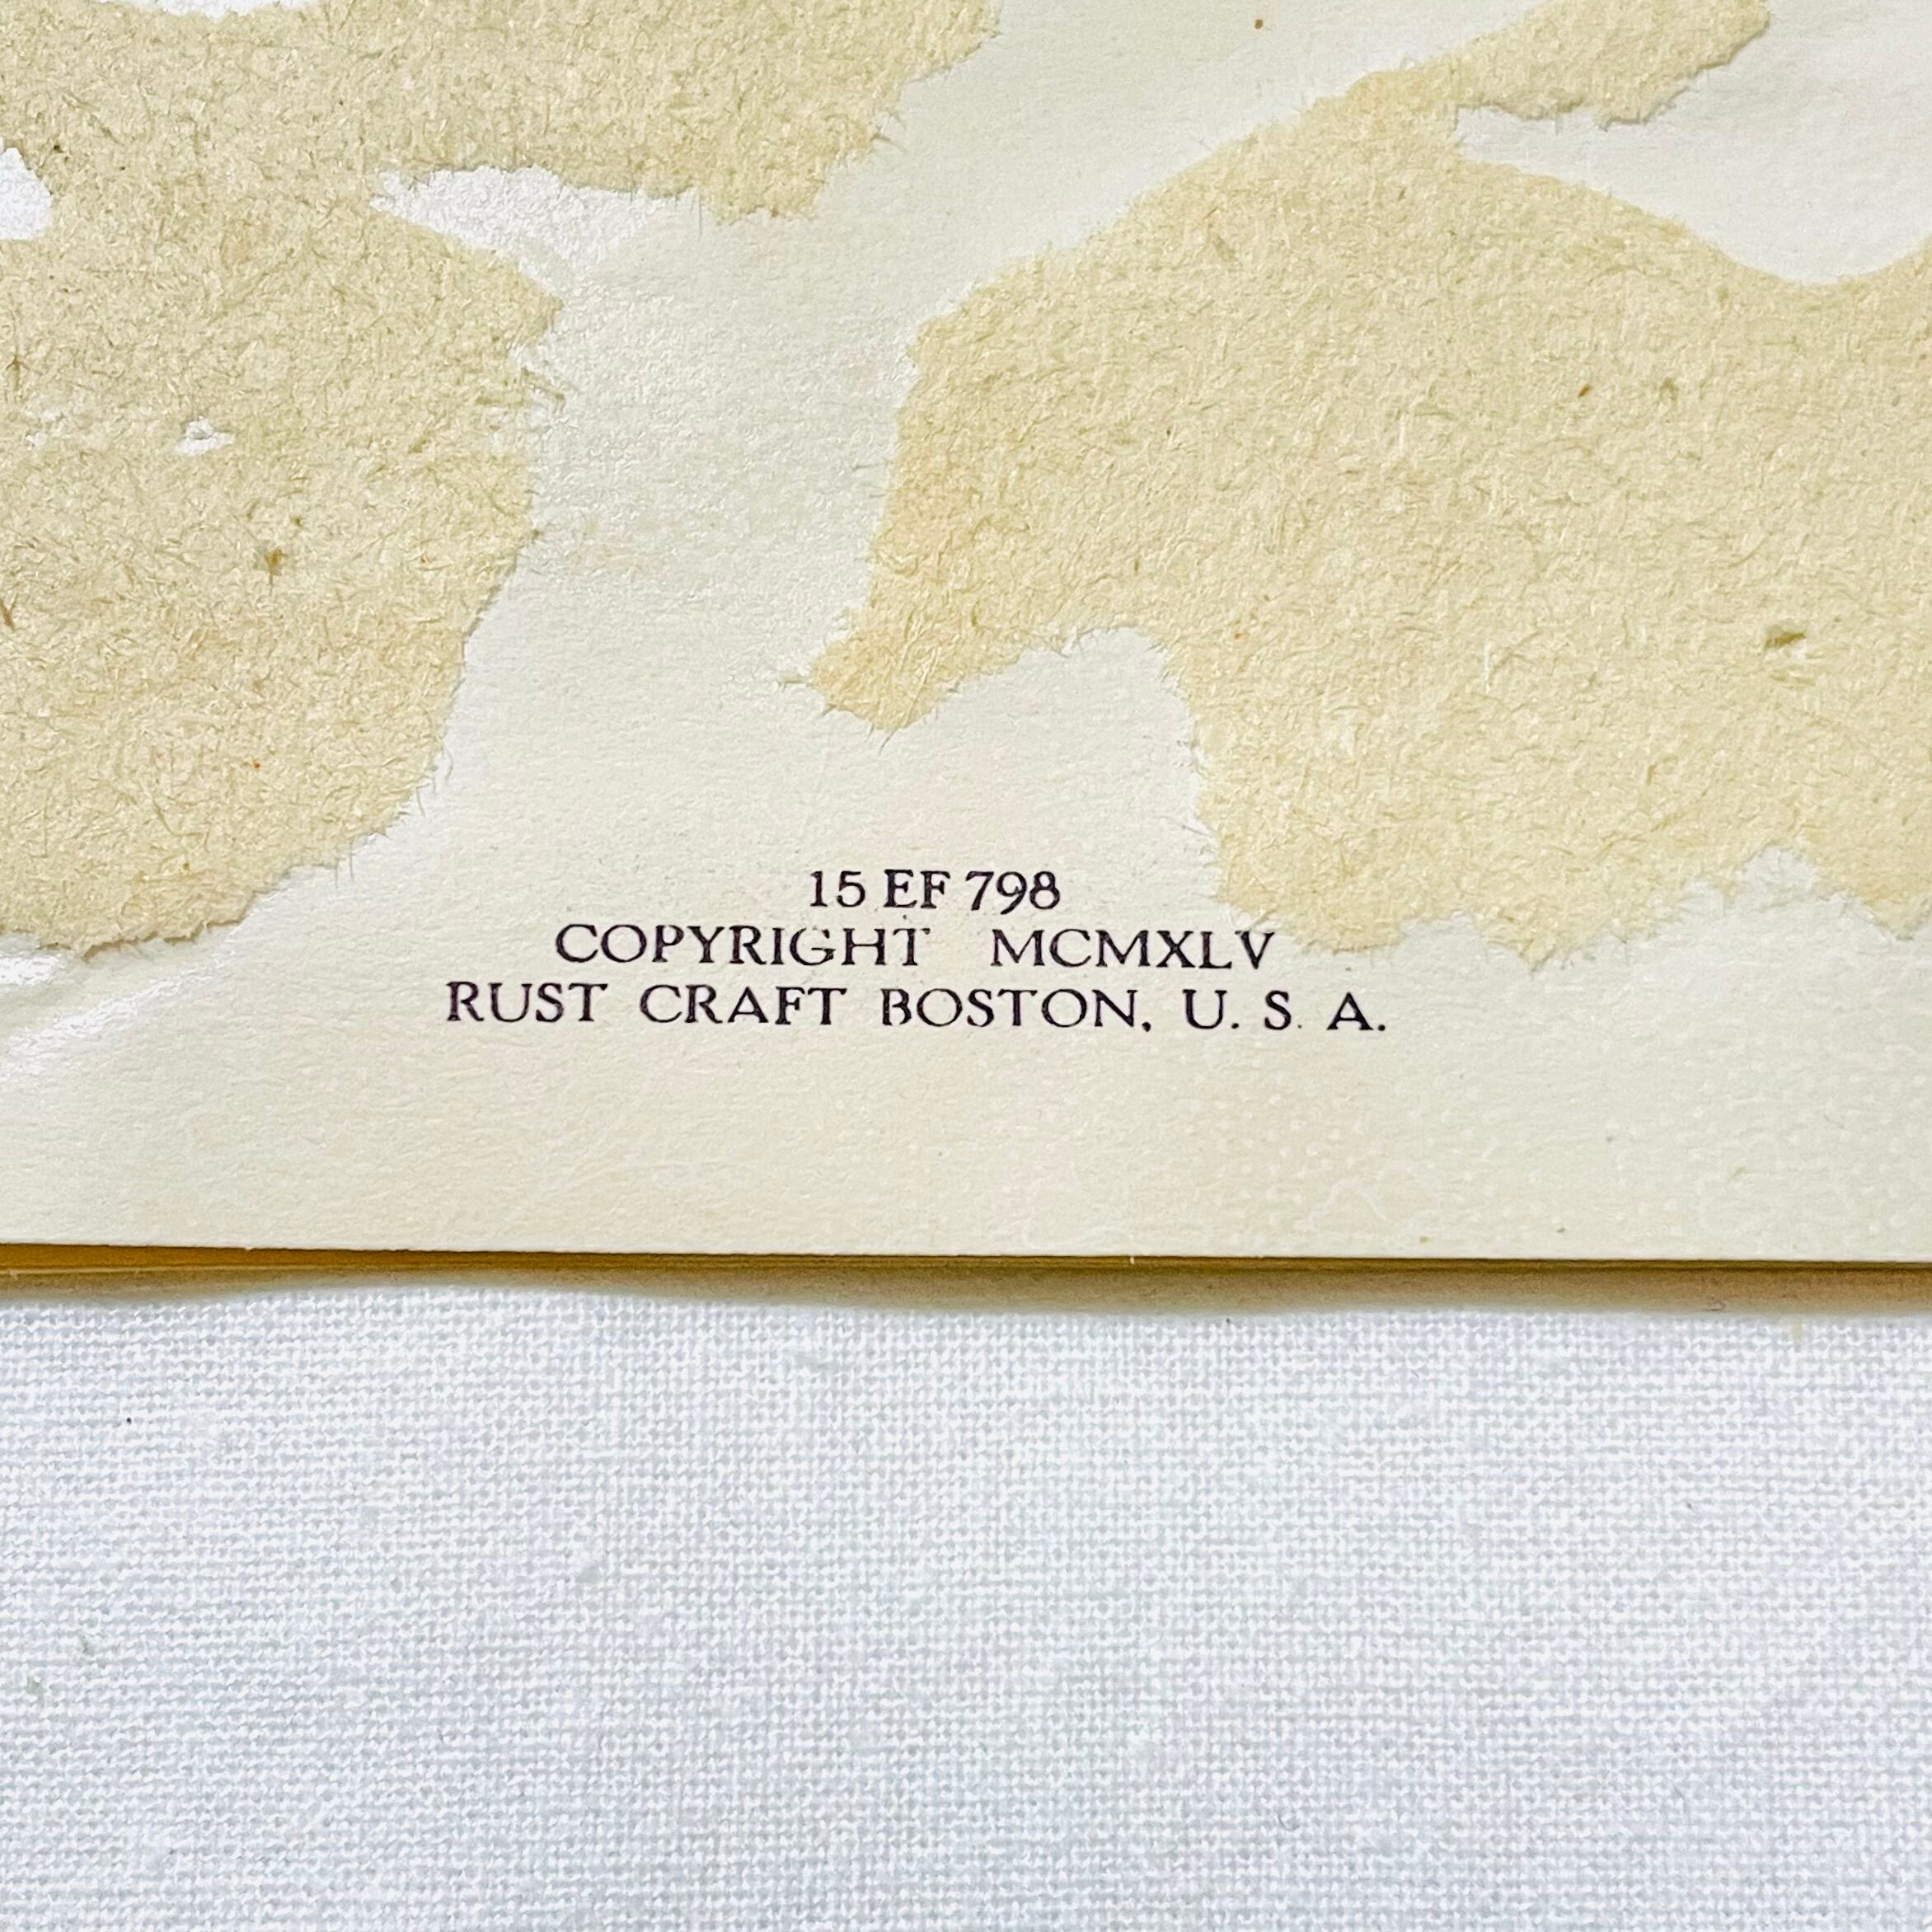 15 EF 798
COPYRIGHT MCMXLV
RUST CRAFT BOSTON, U. S. A.